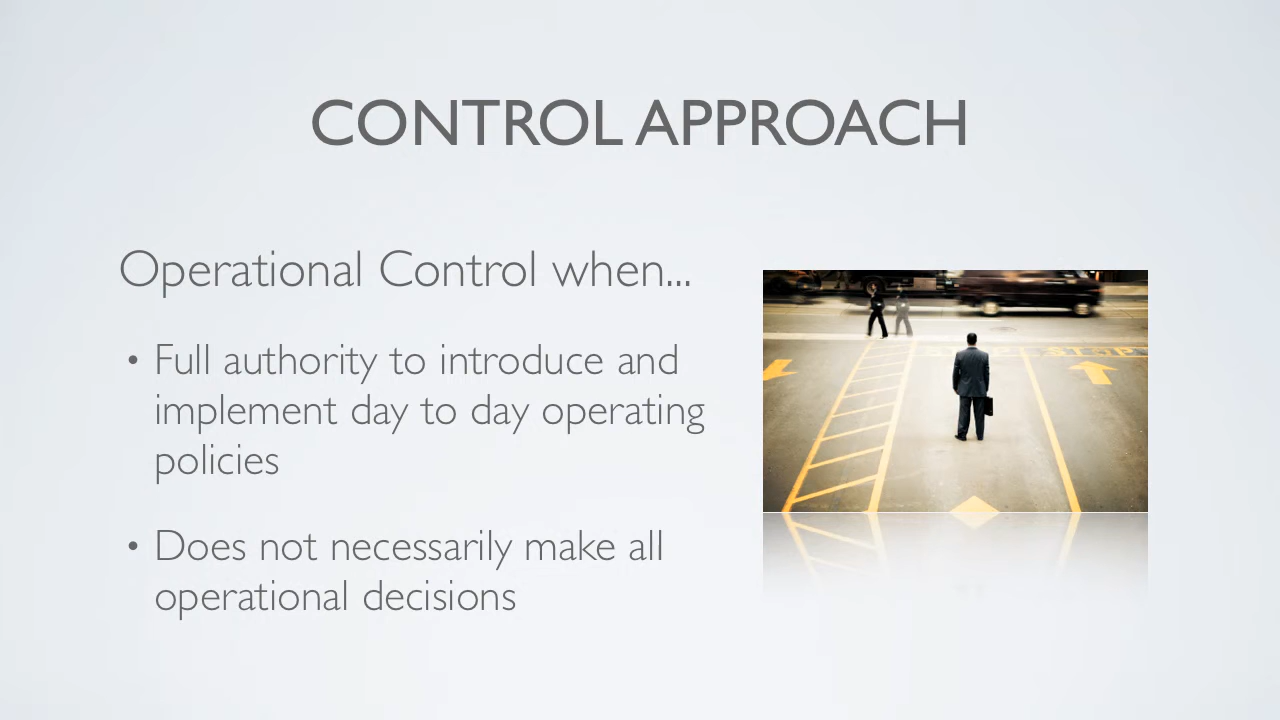 CONTROL APPROACH
Operational Control when...
• Full authority to introduce and
implement day to day operating
policies
• Does not necessarily make all
operational decisions